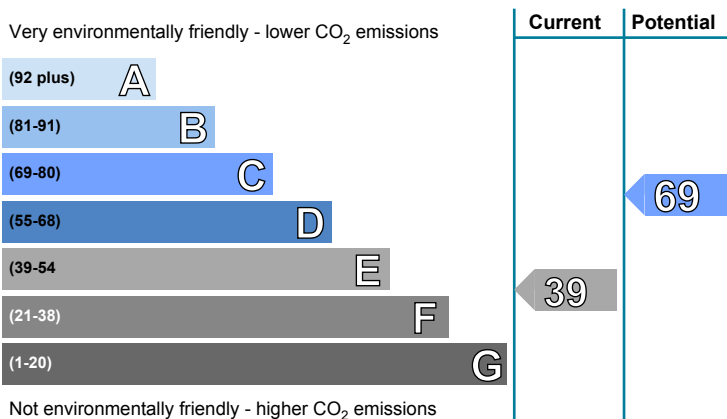 Current Potential
Very environmentally friendly - lower CO₂ emissions
(92 plus) A
(81-91) B
(69-80) C
69
(55-68) D
(39-54 E
39
(21-38) F
(1-20) G
Not environmentally friendly - higher CO₂ emissions